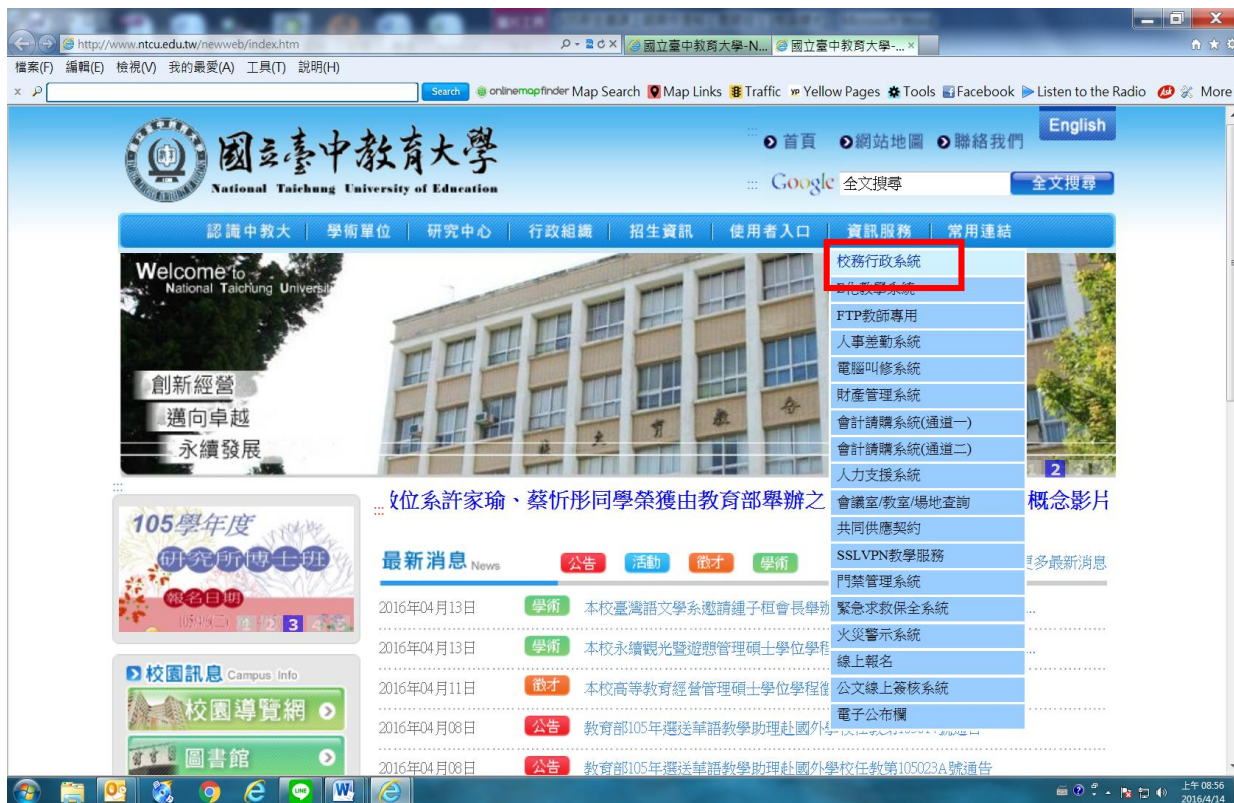 http://www.ntcu.edu.tw/newweb/index.htm
國立臺中教育大學-N...
國立臺中教育大學-...
檔案(F) 編輯(E) 檢視(V) 我的最愛(A) 工具(T) 說明(H)
Search onlinemapfinder Map Search Map Links Traffic Yellow Pages Tools Facebook Listen to the Radio More
English
首頁 網站地圖 聯絡我們
國立臺中教育大學
National Taichung University of Education
Google 全文搜尋 全文搜尋
認識中教大 學術單位 研究中心 行政組織 招生資訊 使用者入口 資訊服務 常用連結
Welcome to
National Taichung Universit
創新經營
邁向卓越
永續發展
校務行政系統
E化教學系統
FTP教師專用
人事差勤系統
電腦叫修系統
財產管理系統
會計請購系統(通道一)
會計請購系統(通道二)
人力支援系統
會議室/教室/場地查詢
共同供應契約
SSLVPN教學服務
門禁管理系統
緊急求救保全系統
火災警示系統
線上報名
公文線上簽核系統
電子公布欄
2
數位系許家瑜、蔡忻彤同學榮獲由教育部舉辦之
概念影片
105學年度
研究所博士班
報名日期
1 2 3 4
最新消息 News 公告 活動 徵才 學術
更多最新消息
2016年04月13日 學術 本校臺灣語文學系邀請鍾子桓會長舉辦 ...
2016年04月13日 學術 本校永續觀光暨遊憩管理碩士學位學程 ...
2016年04月11日 徵才 本校高等教育經營管理碩士學位學程徵
2016年04月08日 公告 教育部105年選送華語教學助理赴國外學校任教第105017號通告
2016年04月08日 公告 教育部105年選送華語教學助理赴國外學校任教第105023A號通告
校園訊息 Campus Info
校園導覽網
圖書館
上午 08:56
2016/4/14